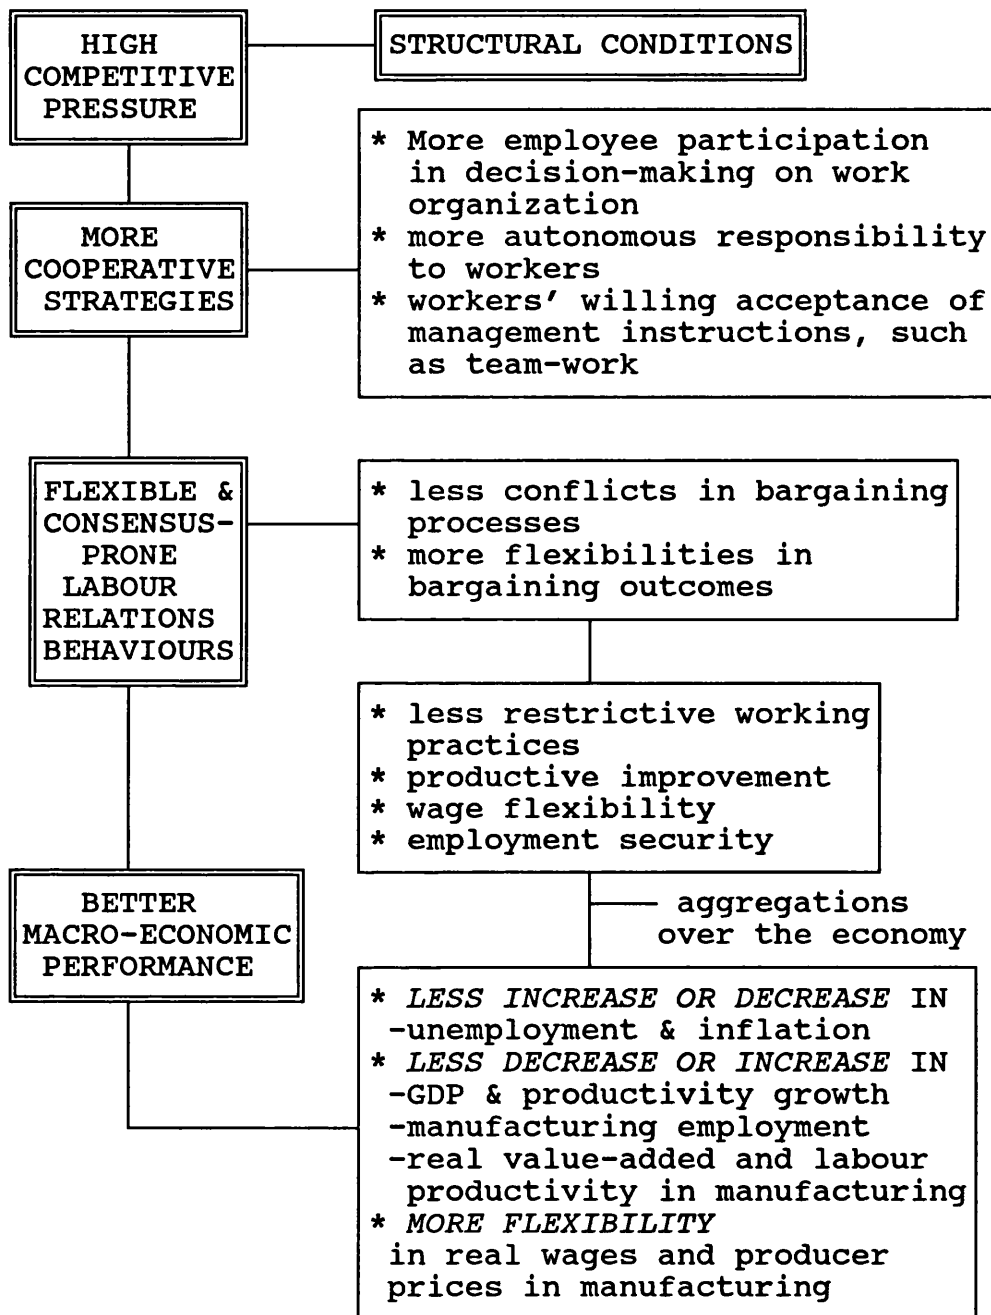 HIGH
COMPETITIVE
PRESSURE
STRUCTURAL CONDITIONS
MORE
COOPERATIVE
STRATEGIES
* More employee participation
in decision-making on work
organization
* more autonomous responsibility
to workers
* workers' willing acceptance of
management instructions, such
as team-work
FLEXIBLE &
CONSENSUS-
PRONE
LABOUR
RELATIONS
BEHAVIOURS
* less conflicts in bargaining
processes
* more flexibilities in
bargaining outcomes
* less restrictive working
practices
* productive improvement
* wage flexibility
* employment security
BETTER
MACRO-ECONOMIC
PERFORMANCE
aggregations
over the economy
* LESS INCREASE OR DECREASE IN
-unemployment & inflation
* LESS DECREASE OR INCREASE IN
-GDP & productivity growth
-manufacturing employment
-real value-added and labour
productivity in manufacturing
* MORE FLEXIBILITY
in real wages and producer
prices in manufacturing